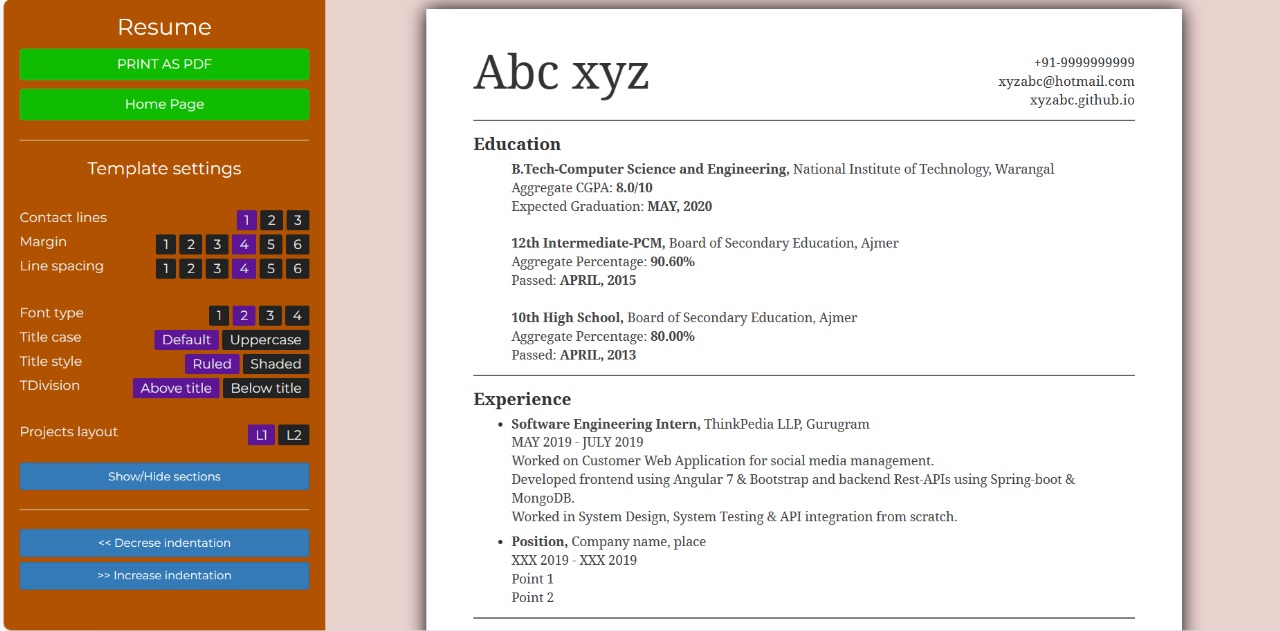 Resume
PRINT AS PDF
Home Page
Template settings
Contact lines 1 2 3
Margin 1 2 3 4 5 6
Line spacing 1 2 3 4 5 6
Font type 1 2 3 4
Title case Default Uppercase
Title style Ruled Shaded
TDivision Above title Below title
Projects layout L1 L2
Show/Hide sections
<< Decrese indentation
>> Increase indentation
Abc xyz
+91-9999999999
xyzabc@hotmail.com
xyzabc.github.io
Education
B.Tech-Computer Science and Engineering, National Institute of Technology, Warangal
Aggregate CGPA: 8.0/10
Expected Graduation: MAY, 2020
12th Intermediate-PCM, Board of Secondary Education, Ajmer
Aggregate Percentage: 90.60%
Passed: APRIL, 2015
10th High School, Board of Secondary Education, Ajmer
Aggregate Percentage: 80.00%
Passed: APRIL, 2013
Experience
• Software Engineering Intern, ThinkPedia LLP, Gurugram
MAY 2019 - JULY 2019
Worked on Customer Web Application for social media management.
Developed frontend using Angular 7 & Bootstrap and backend Rest-APIs using Spring-boot &
MongoDB.
Worked in System Design, System Testing & API integration from scratch.
• Position, Company name, place
XXX 2019 - XXX 2019
Point 1
Point 2